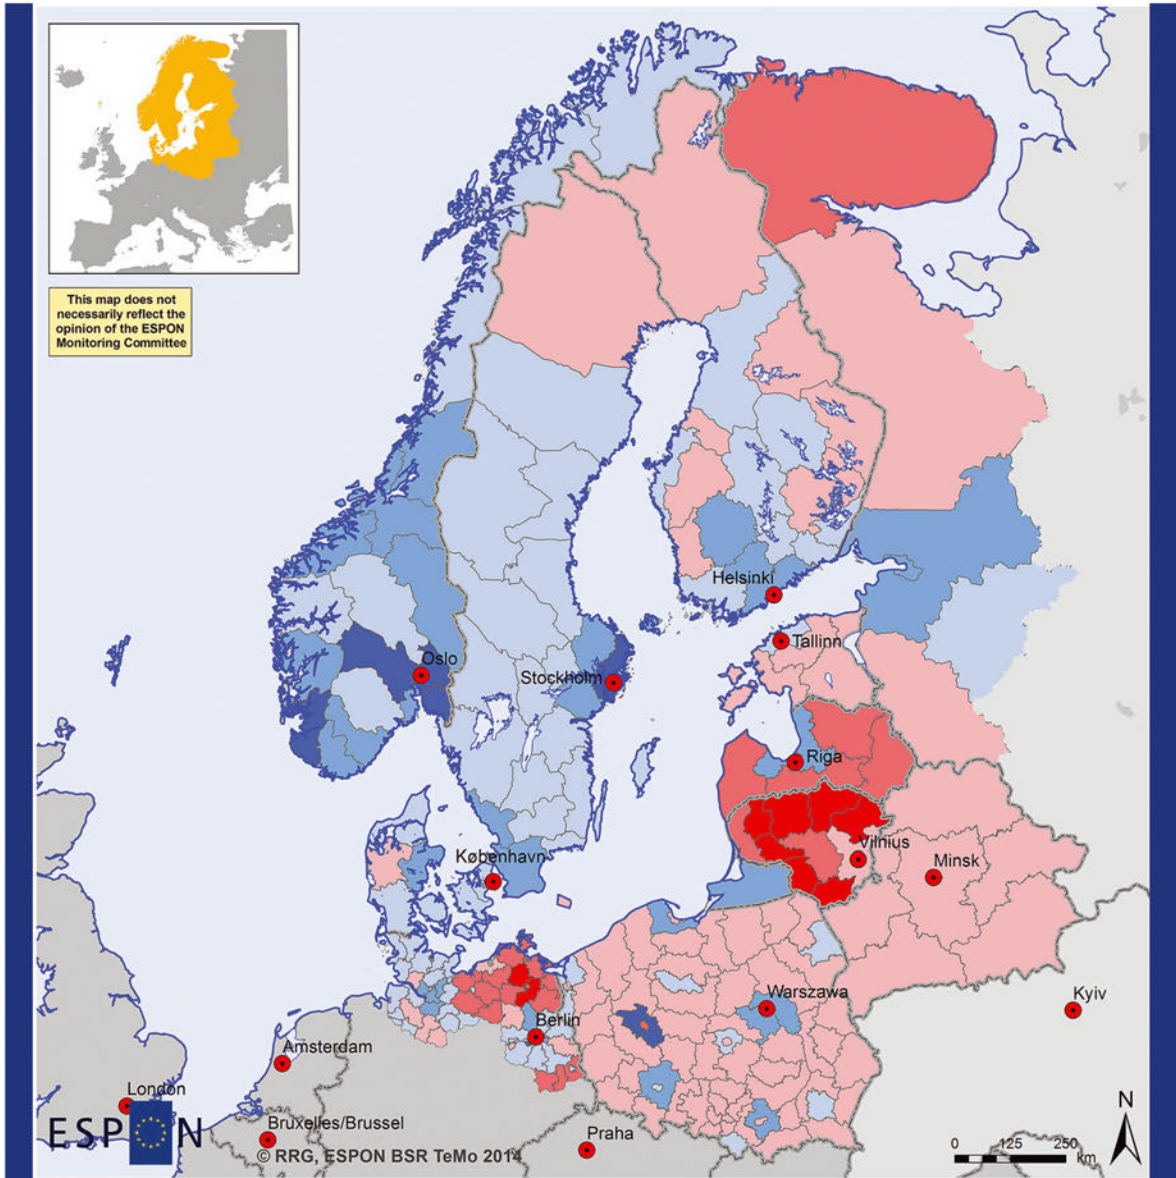 This map does not
necessarily reflect the
opinion of the ESPON
Monitoring Committee
Helsinki
Tallinn
Oslo
Stockholm
Riga
København
Vilnius
Minsk
Warszawa
Kyiv
Berlin
Amsterdam
London
Bruxelles/Brussel
Praha
ESPON
© RRG, ESPON BSR TeMo 2014
N
0 125 250
km